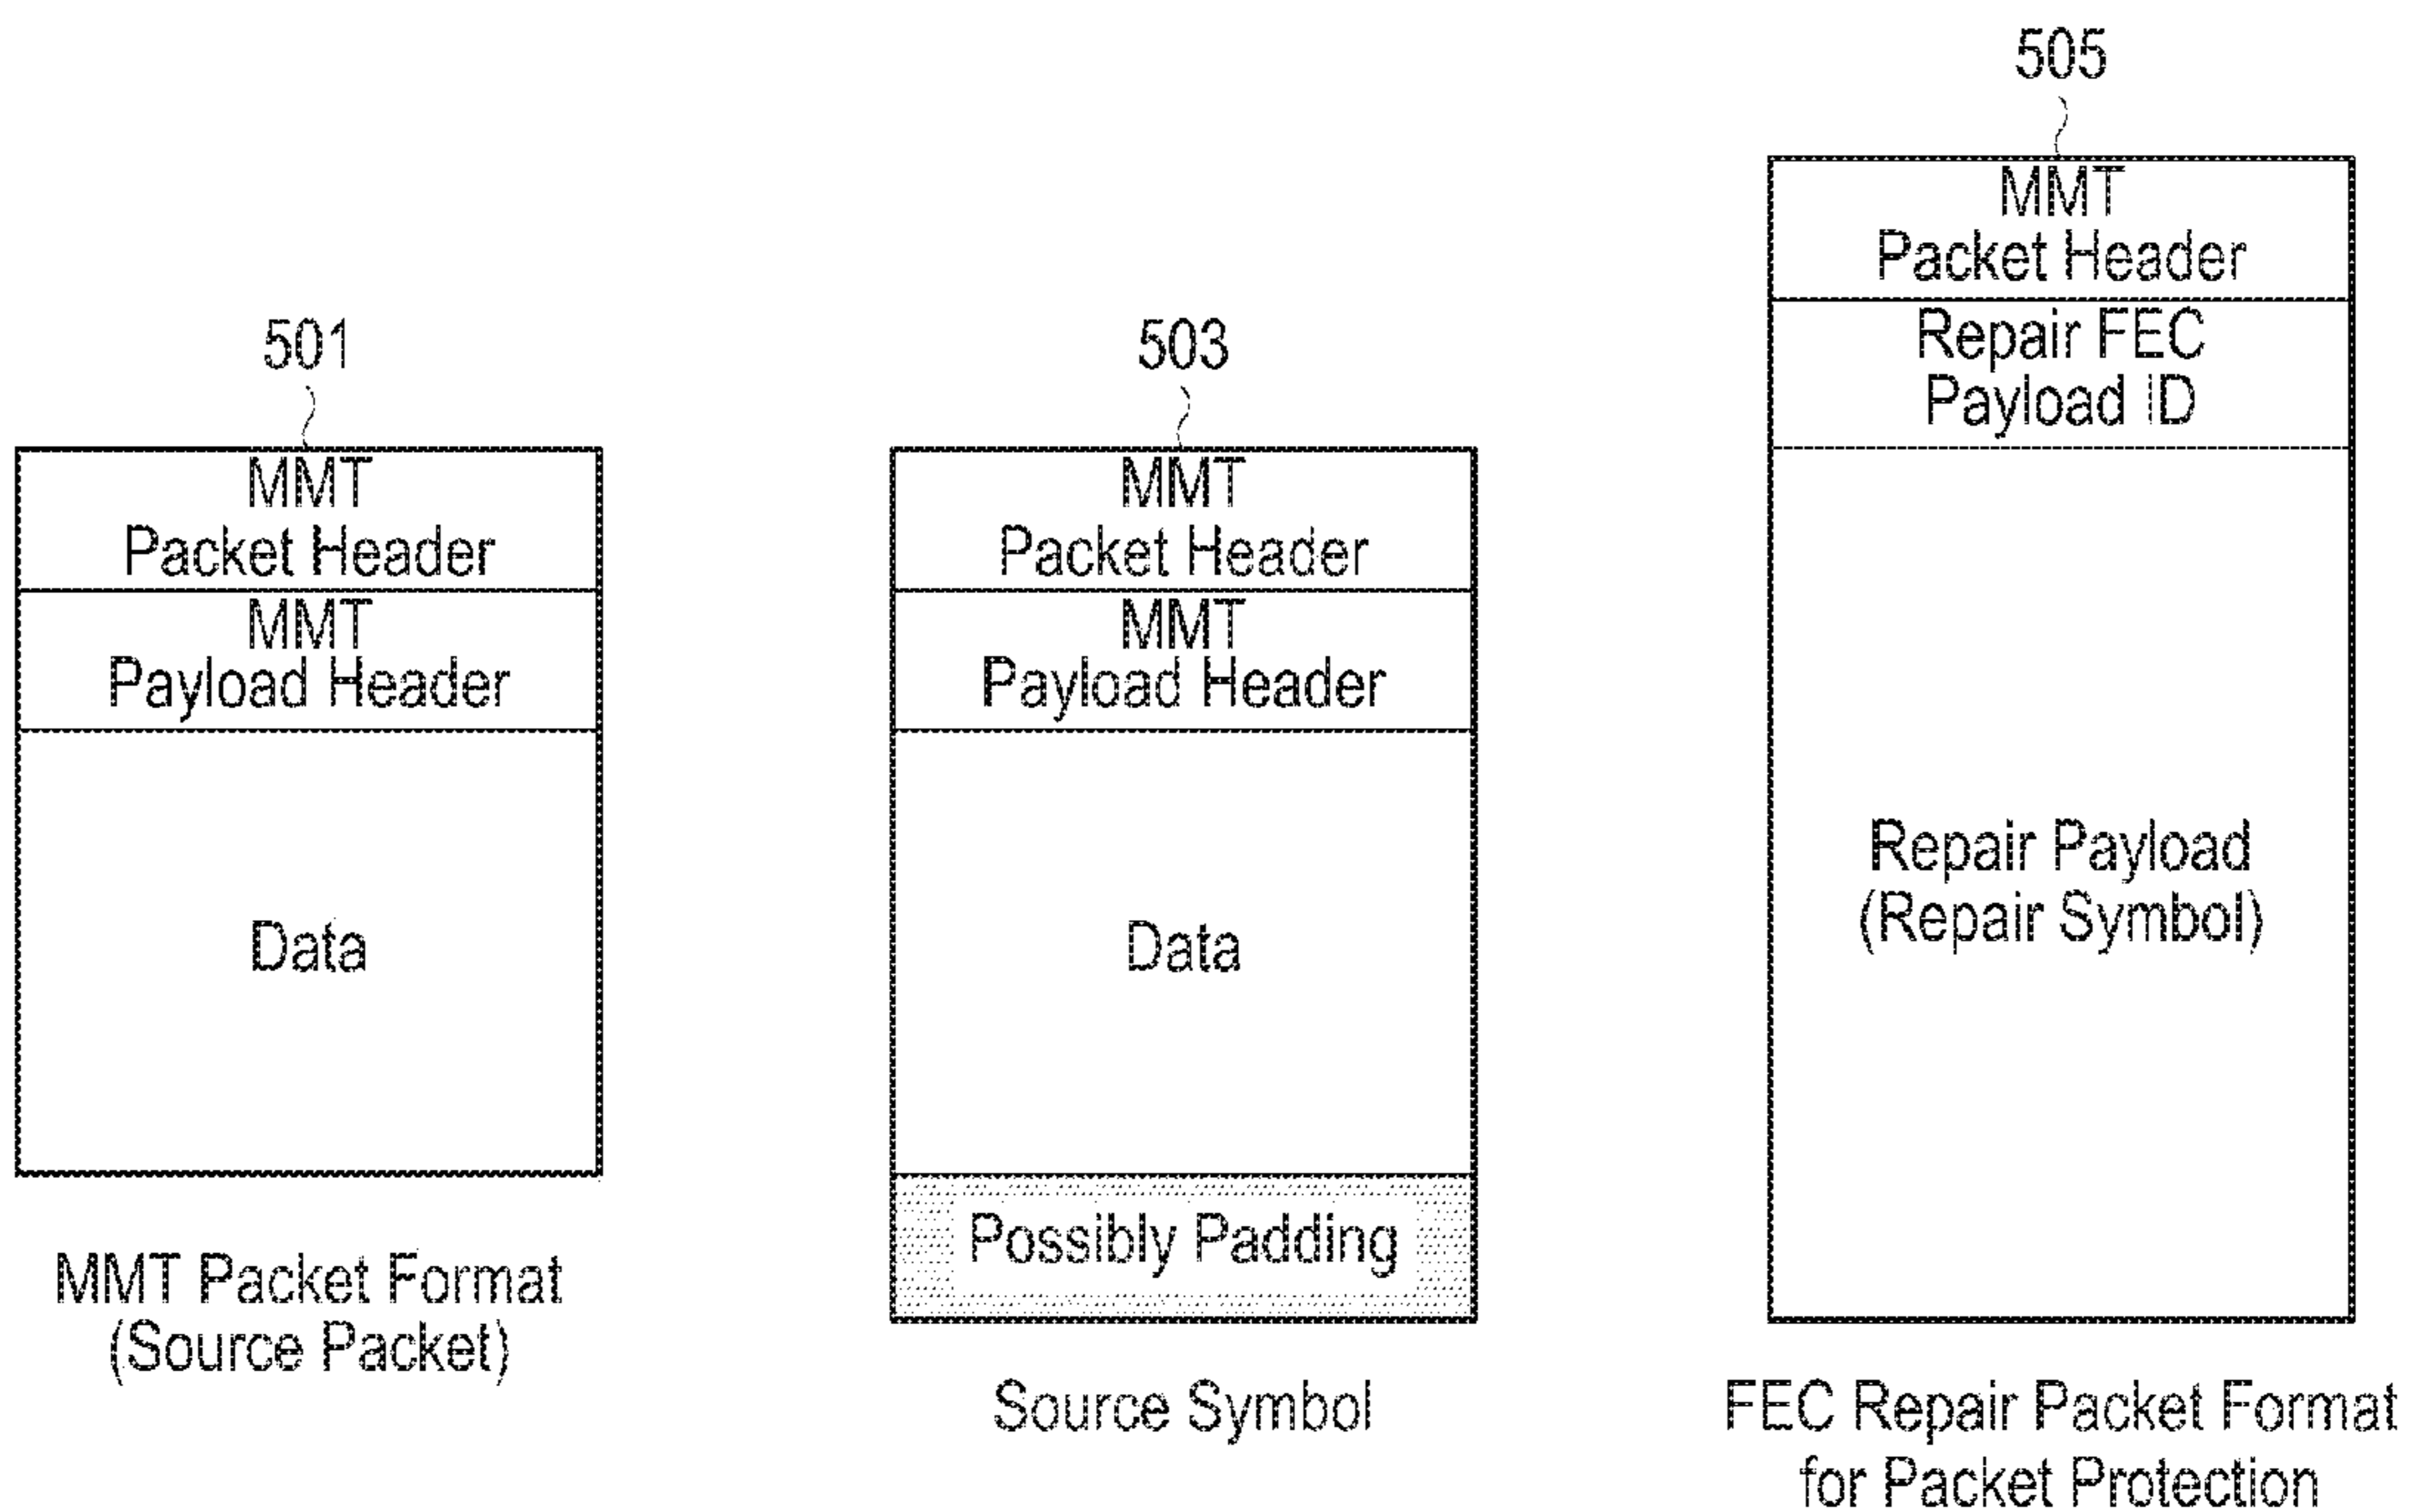 501
MMT
Packet Header
MMT
Payload Header
Data
MMT Packet Format
(Source Packet)
503
MMT
Packet Header
MMT
Payload Header
Data
Possibly Padding
Source Symbol
505
MMT
Packet Header
Repair FEC
Payload ID
Repair Payload
(Repair Symbol)
FEC Repair Packet Format
for Packet Protection